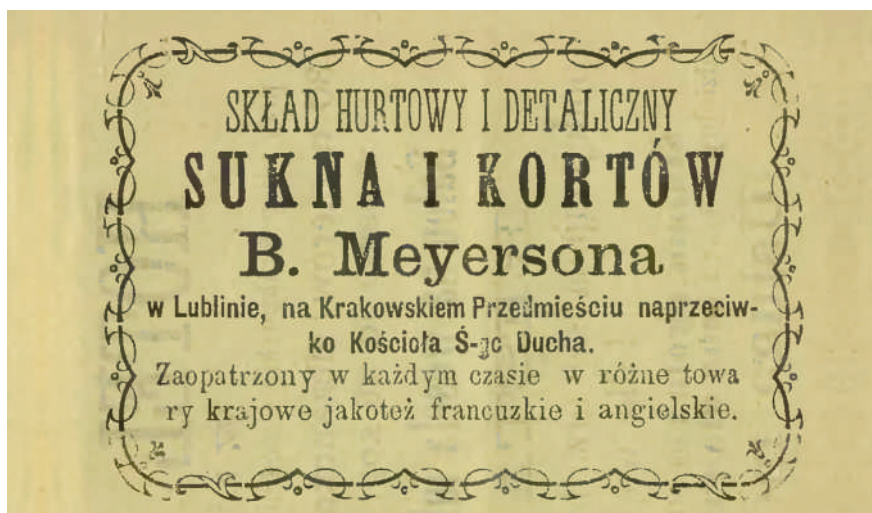 SKŁAD HURTOWY I DETALICZNY
SUKNA I KORTÓW
B. Meyersona
w Lublinie, na Krakowskiem Przedmieściu naprzeciw-
ko Kościoła Ś-go Ducha.
Zaopatrzony w każdym czasie w różne towa
ry krajowe jakoteż francuzkie i angielskie.